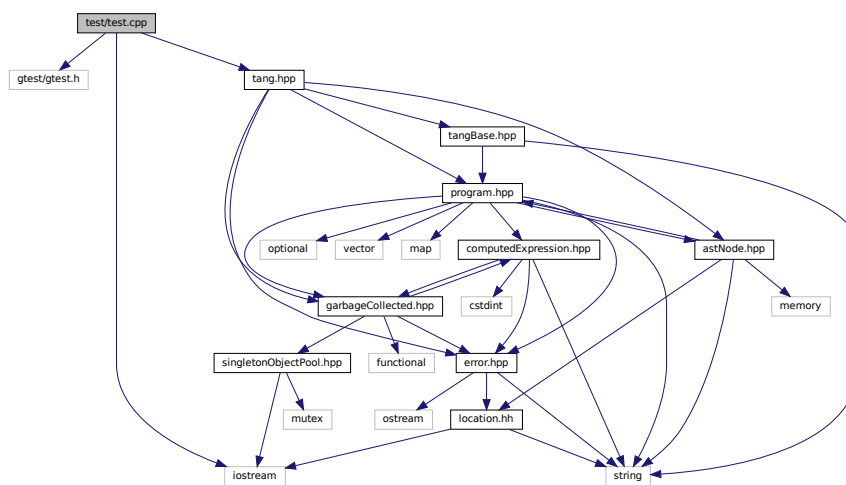 test/test.cpp
gtest/gtest.h
tang.hpp
tangBase.hpp
program.hpp
optional
vector
map
computedExpression.hpp
astNode.hpp
garbageCollected.hpp
cstdint
memory
singletonObjectPool.hpp
functional
error.hpp
mutex
ostream
location.hh
iostream
string